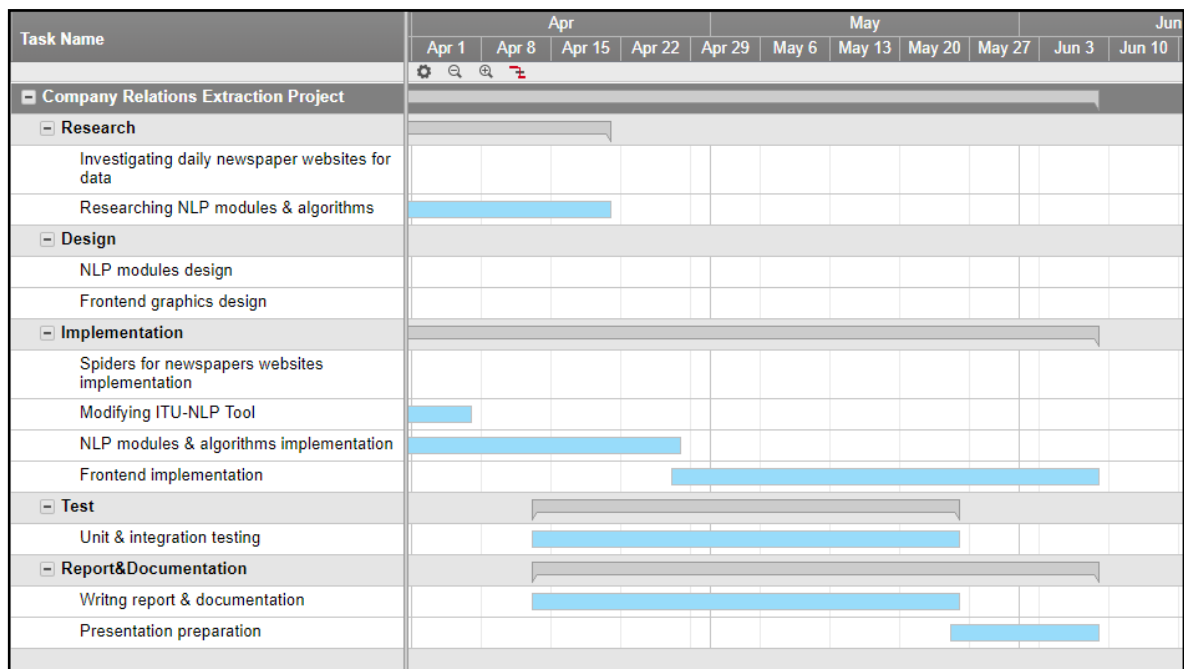 Task Name
Apr May Jun
Apr 1 Apr 8 Apr 15 Apr 22 Apr 29 May 6 May 13 May 20 May 27 Jun 3 Jun 10
Company Relations Extraction Project
Research
Investigating daily newspaper websites for
data
Researching NLP modules & algorithms
Design
NLP modules design
Frontend graphics design
Implementation
Spiders for newspapers websites
implementation
Modifying ITU-NLP Tool
NLP modules & algorithms implementation
Frontend implementation
Test
Unit & integration testing
Report&Documentation
Writng report & documentation
Presentation preparation